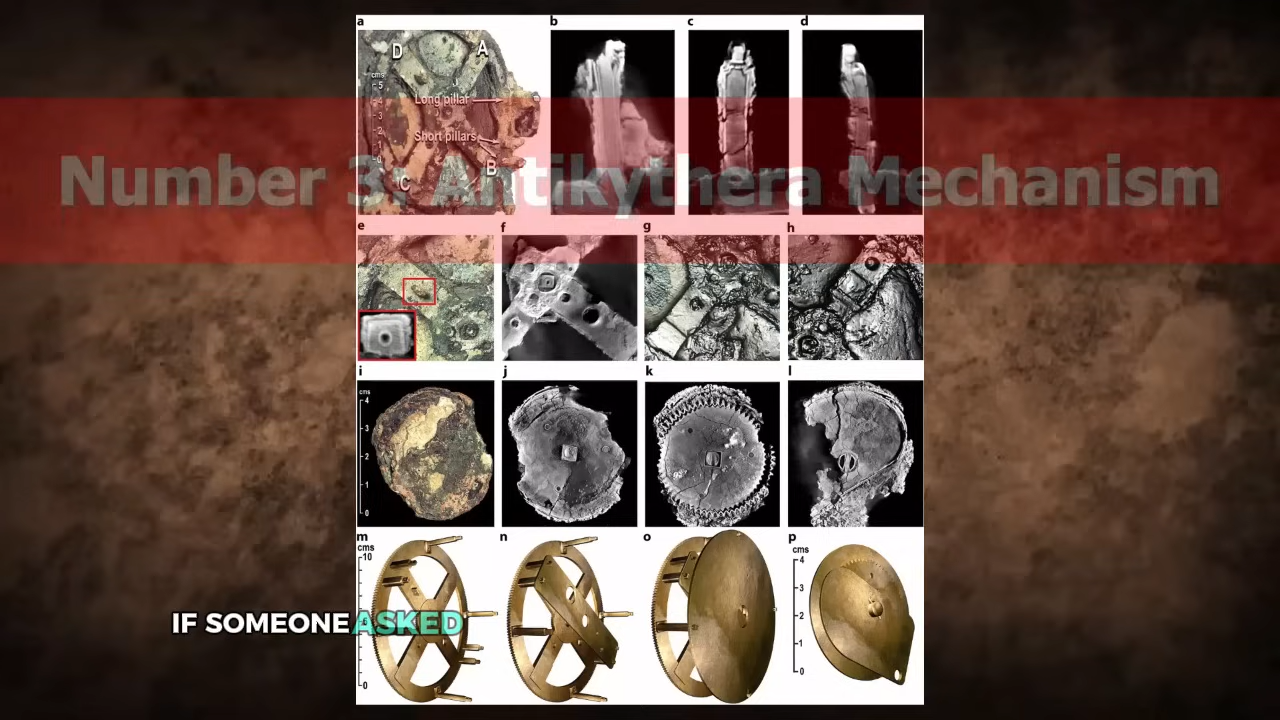 a b c d
D A
cms
5
4 Long pillar
3
2 Short pillars
B
0
C
Number 3: Antikythera Mechanism
e f g h
i j k l
cms
4
3
2
1
0
m n o p
cms cms
10 4
3
2
1
0 0
IF SOMEONE ASKED